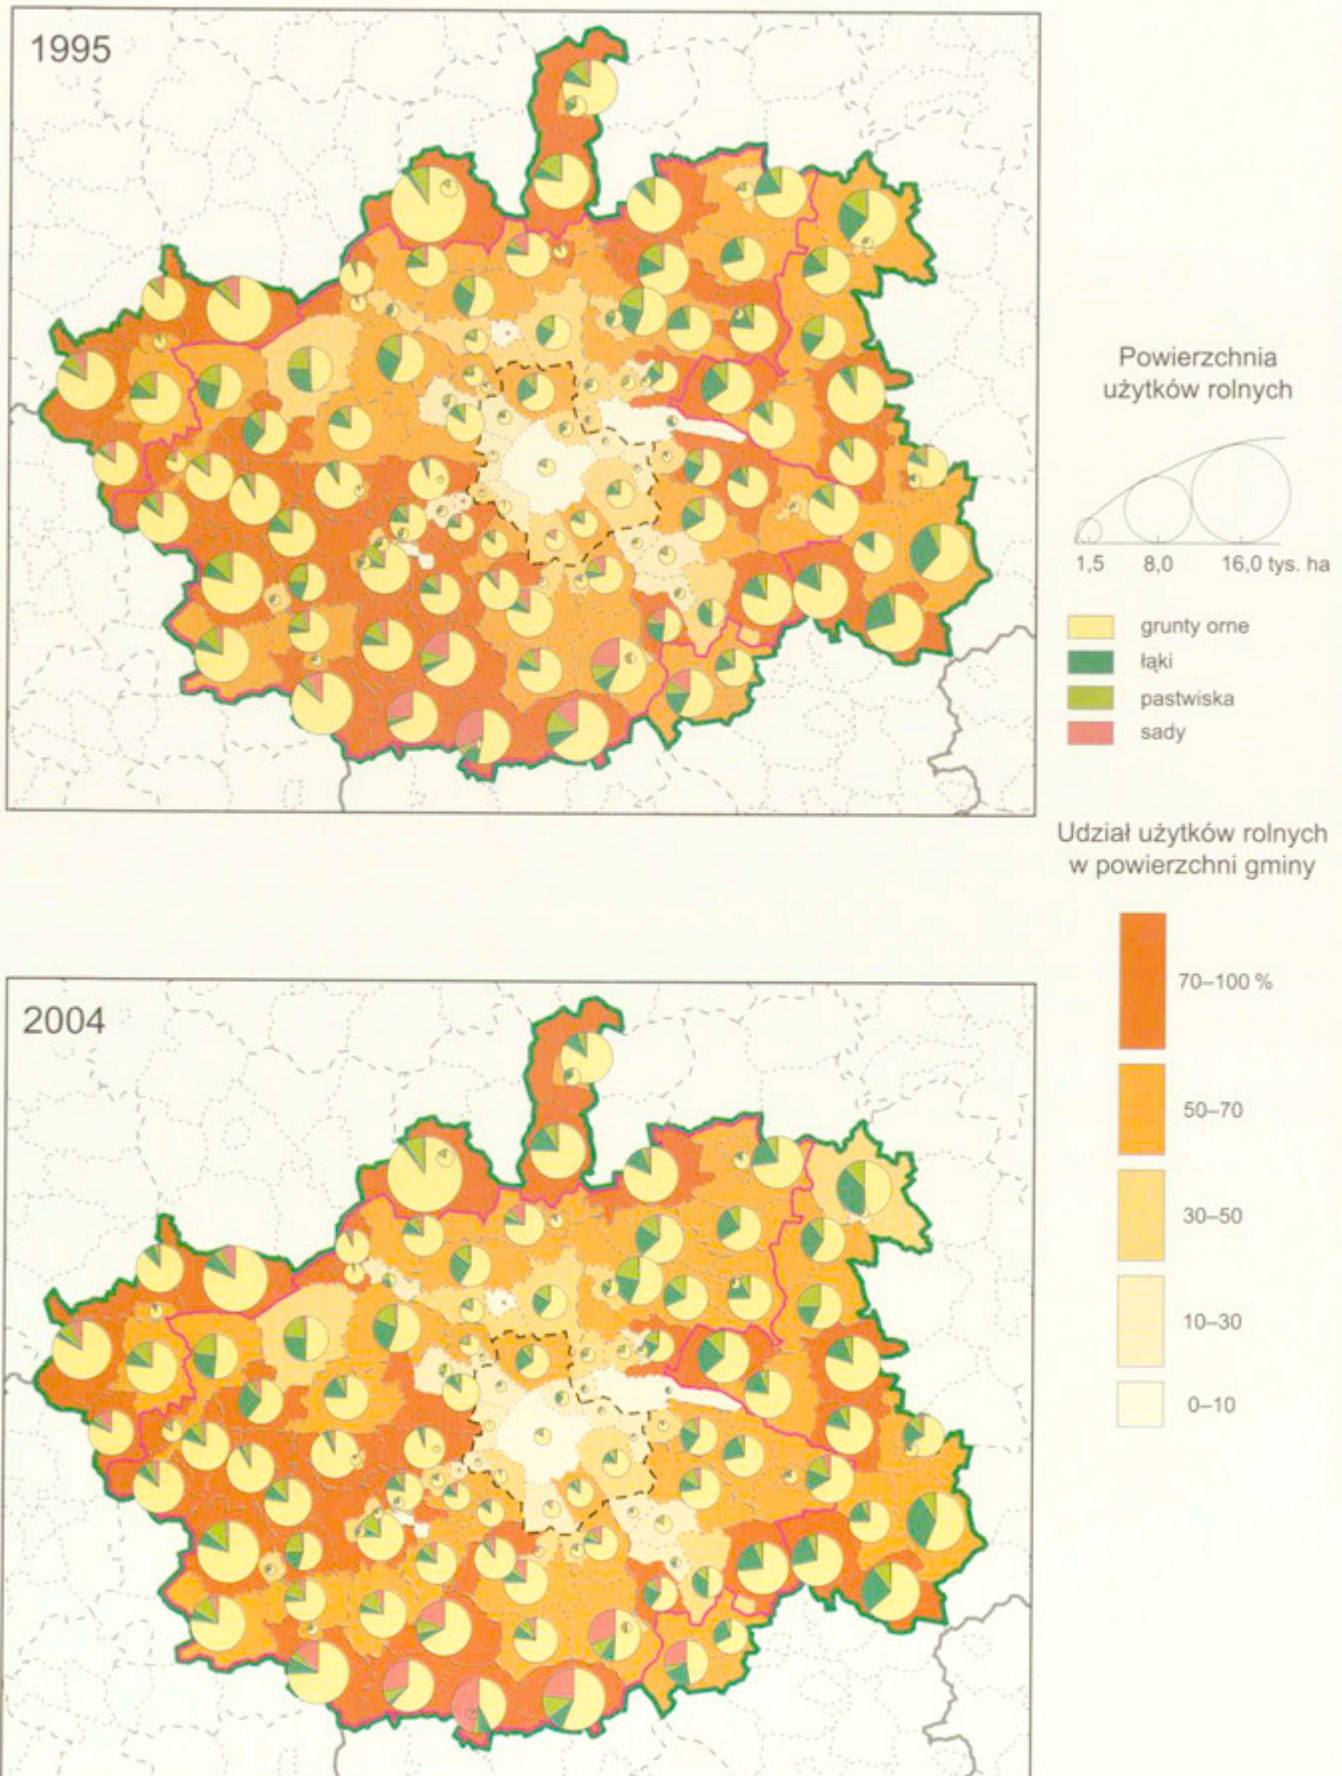 1995
Powierzchnia
użytków rolnych
1,5 8,0 16,0 tys. ha
grunty orne
łąki
pastwiska
sady
Udział użytków rolnych
w powierzchni gminy
70–100 %
50–70
30–50
10–30
0–10
2004